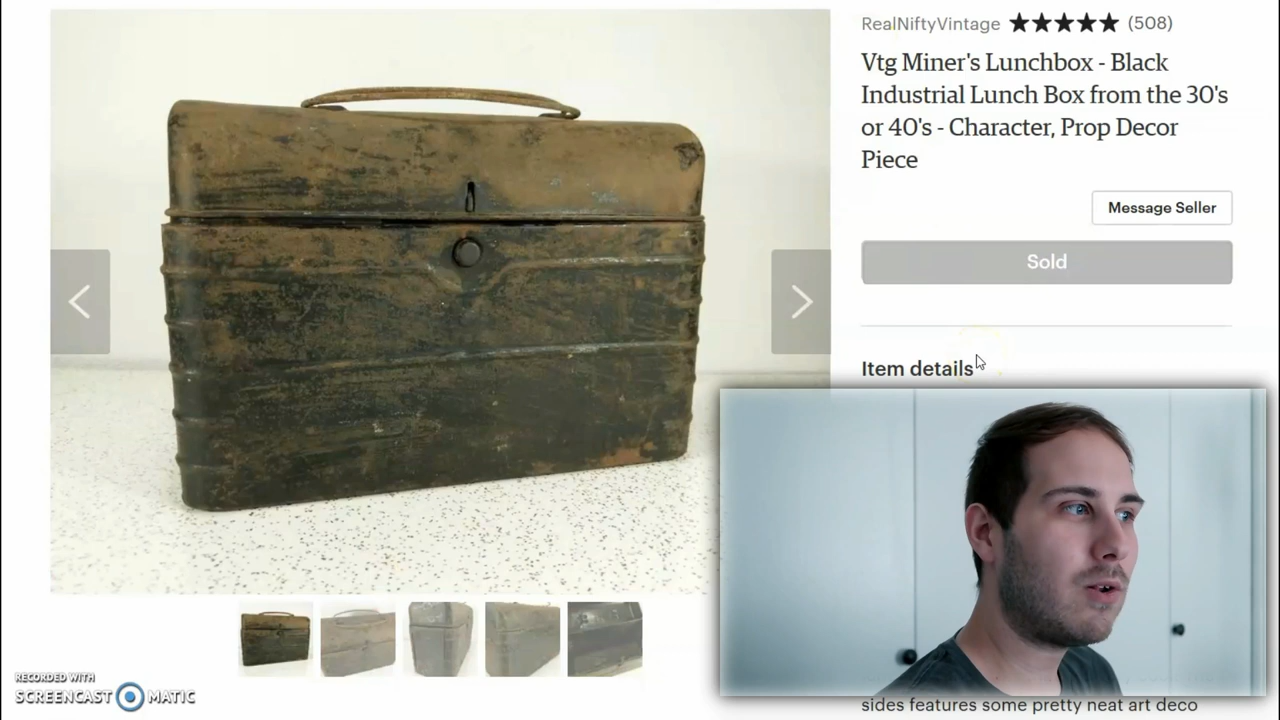 RealNiftyVintage ★★★★★ (508)
Vtg Miner's Lunchbox - Black
Industrial Lunch Box from the 30's
or 40's - Character, Prop Decor
Piece
Message Seller
Sold
Item details
sides features some pretty neat art deco
RECORDED WITH
SCREENCAST MATIC